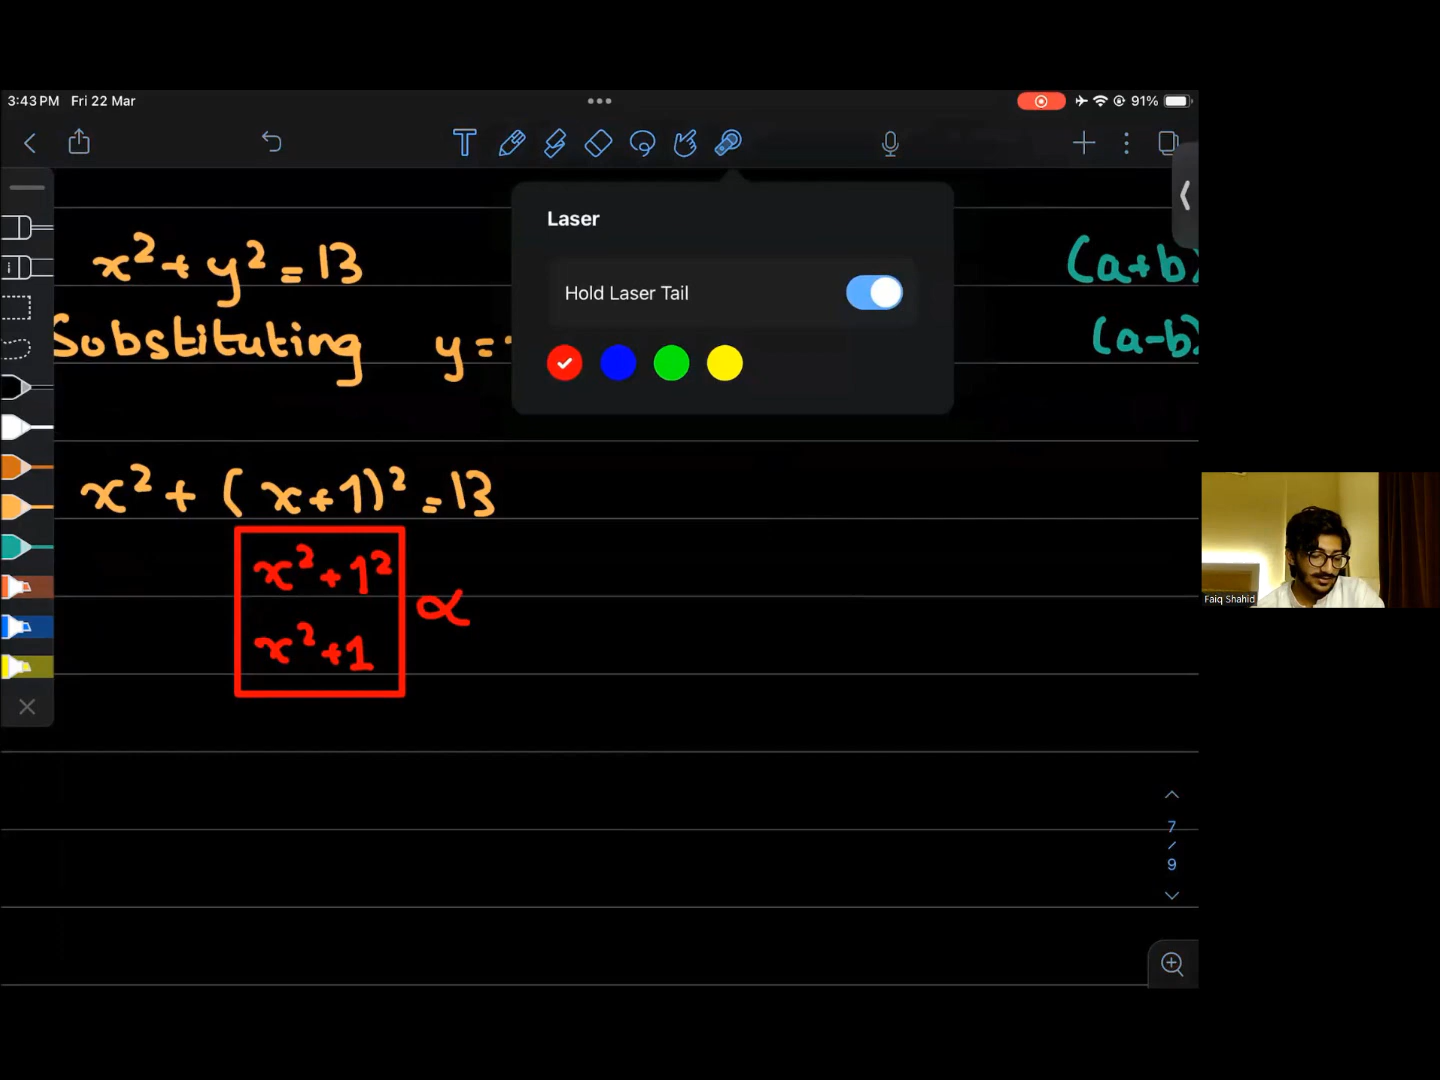 3:43 PM Fri 22 Mar
91%
T
Laser
Hold Laser Tail
x²+y²=13
(a+b)
Substituting y=
(a-b)
x²+(x+1)²=13
x²+1²
x²+1
7
/
9
Faiq Shahid